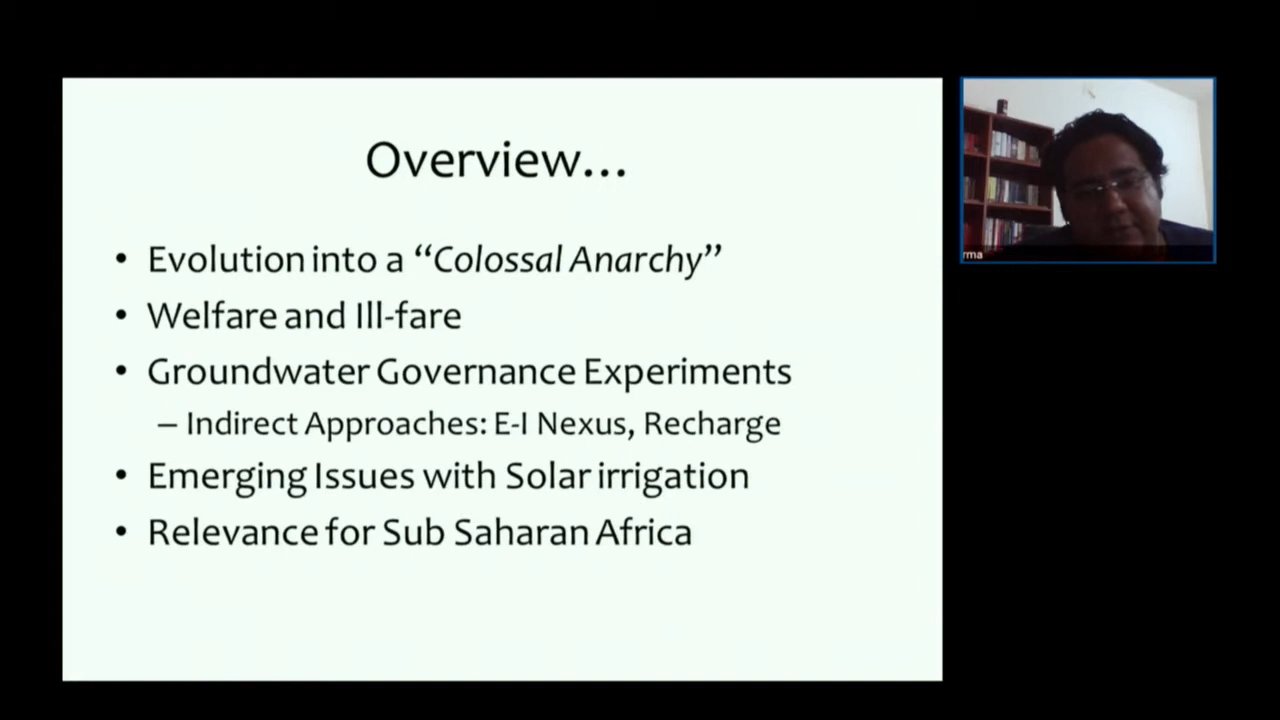 Overview...
• Evolution into a “Colossal Anarchy”
• Welfare and Ill-fare
• Groundwater Governance Experiments
– Indirect Approaches: E-I Nexus, Recharge
• Emerging Issues with Solar irrigation
• Relevance for Sub Saharan Africa
rma